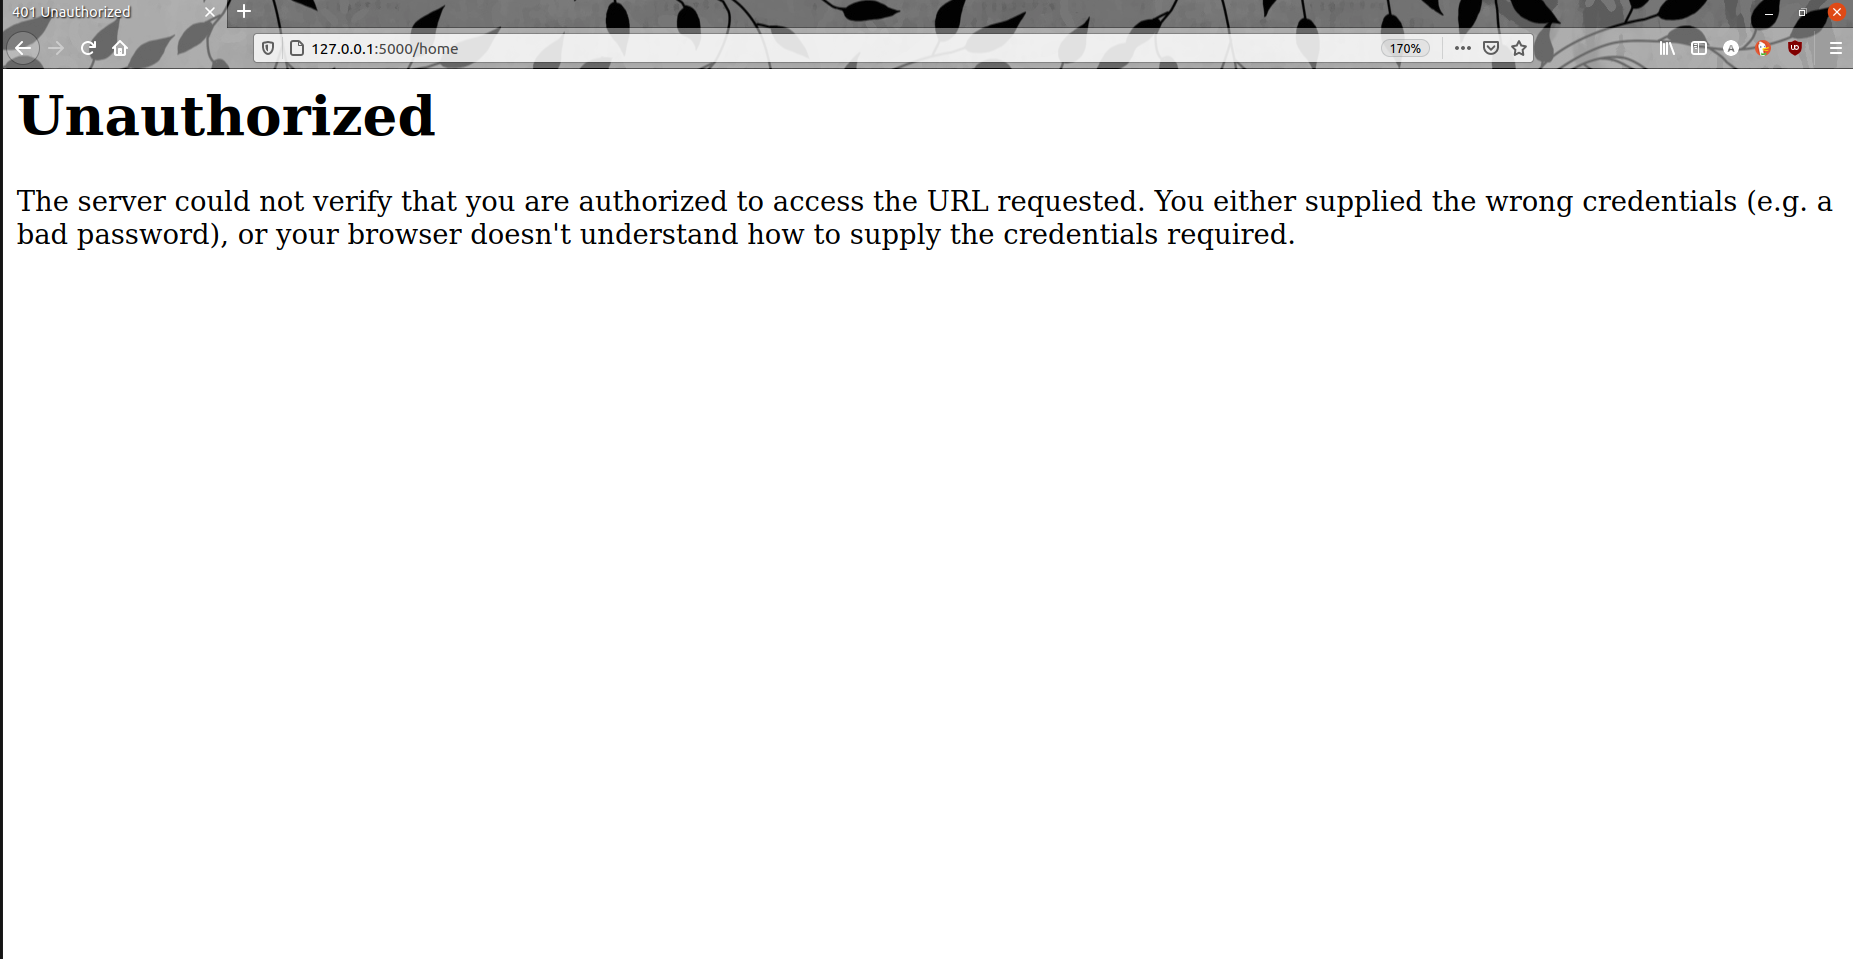 401 Unauthorized
127.0.0.1:5000/home
170%
Unauthorized
The server could not verify that you are authorized to access the URL requested. You either supplied the wrong credentials (e.g. a
bad password), or your browser doesn't understand how to supply the credentials required.